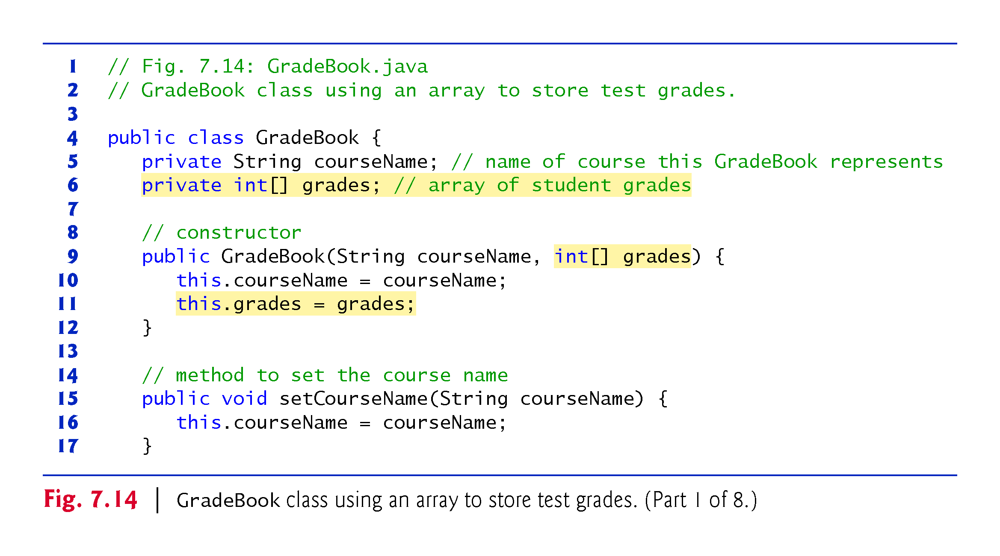 1 // Fig. 7.14: GradeBook.java
2 // GradeBook class using an array to store test grades.
3
4 public class GradeBook {
5 private String courseName; // name of course this GradeBook represents
6 private int[] grades; // array of student grades
7
8 // constructor
9 public GradeBook(String courseName, int[] grades) {
10 this.courseName = courseName;
11 this.grades = grades;
12 }
13
14 // method to set the course name
15 public void setCourseName(String courseName) {
16 this.courseName = courseName;
17 }
Fig. 7.14 | GradeBook class using an array to store test grades. (Part 1 of 8.)